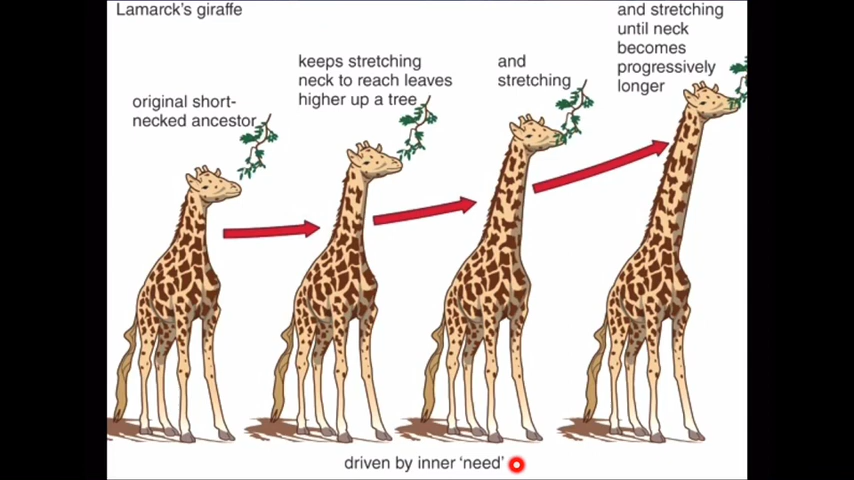 Lamarck's giraffe
original short-
necked ancestor
keeps stretching
neck to reach leaves
higher up a tree
and
stretching
and stretching
until neck
becomes
progressively
longer
driven by inner 'need'